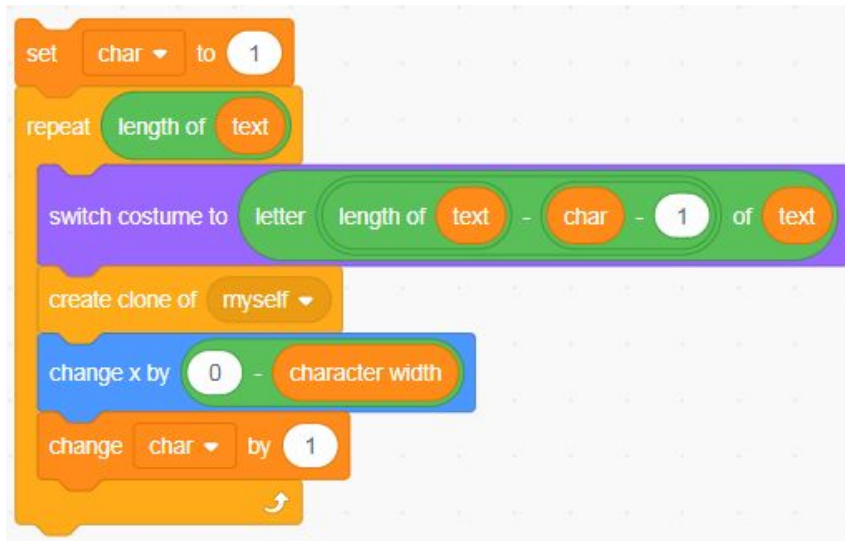 set char to 1
repeat length of text
switch costume to letter length of text - char - 1 of text
create clone of myself
change x by 0 - character width
change char by 1